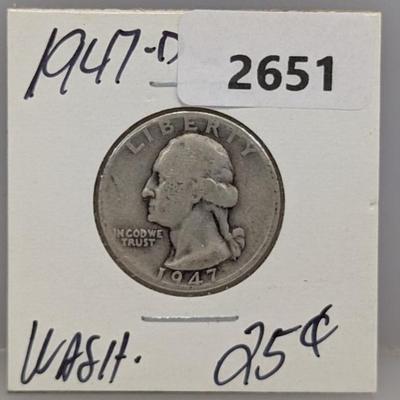 1947-D
2651
LIBERTY
IN GOD WE
TRUST
1947
WASH. 25¢